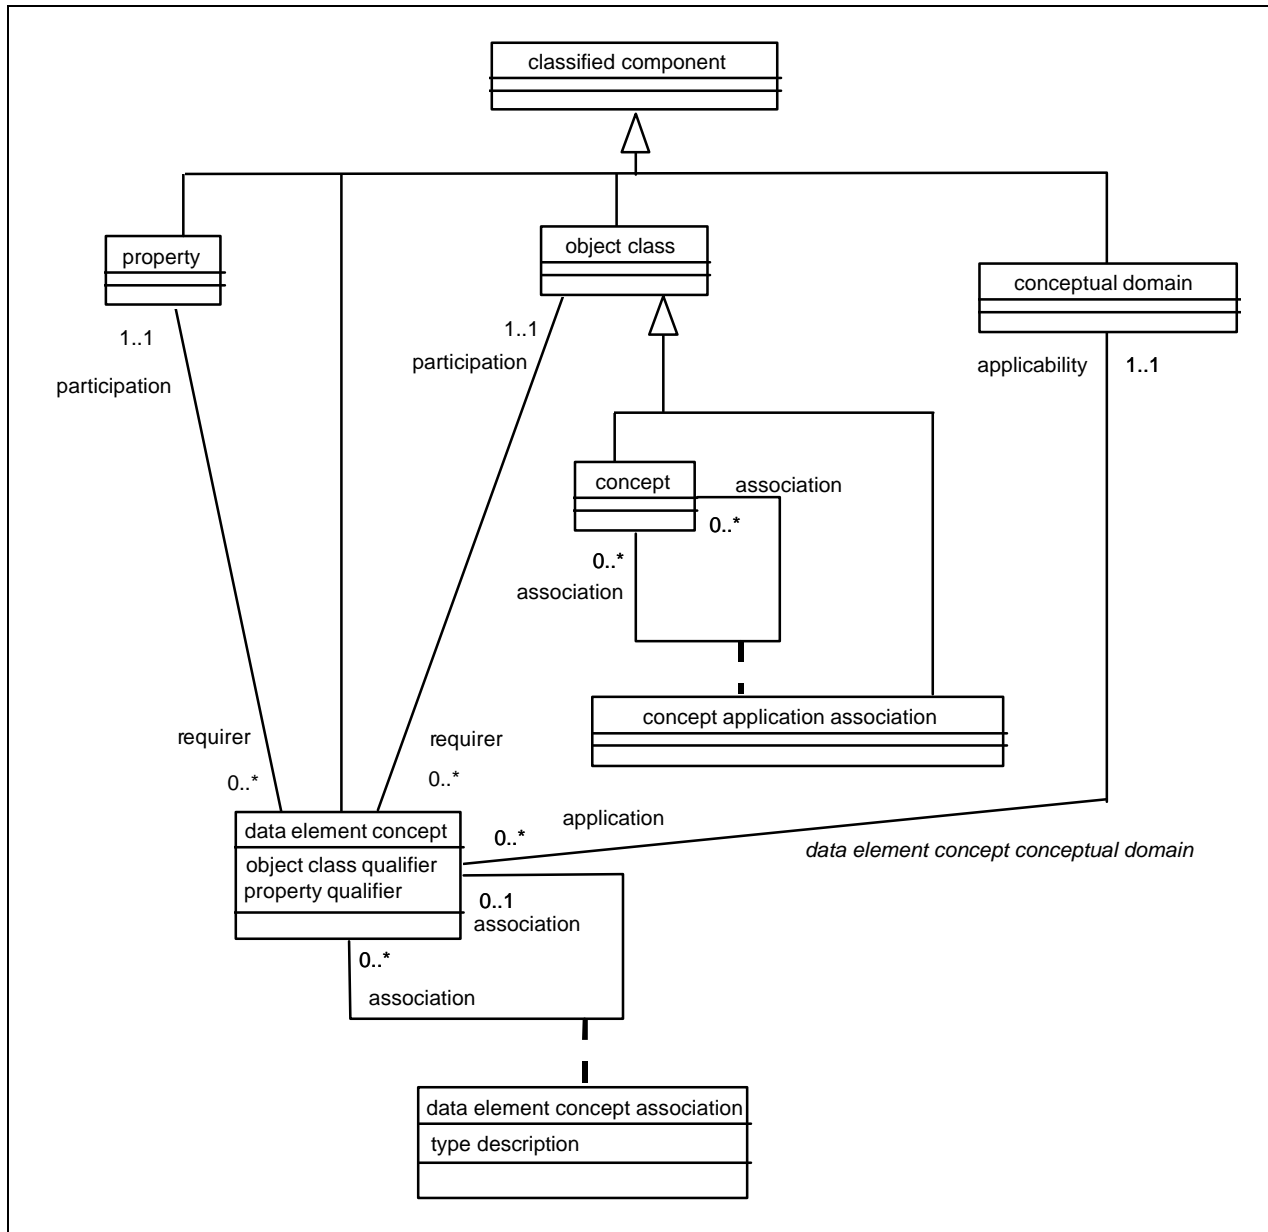 classified component
property
object class
conceptual domain
1..1
participation
1..1
participation
applicability
1..1
concept
association
0..*
0..*
association
concept application association
requirer
0..*
requirer
0..*
data element concept
object class qualifier
property qualifier
application
0..*
data element concept conceptual domain
0..1
association
0..*
association
data element concept association
type description